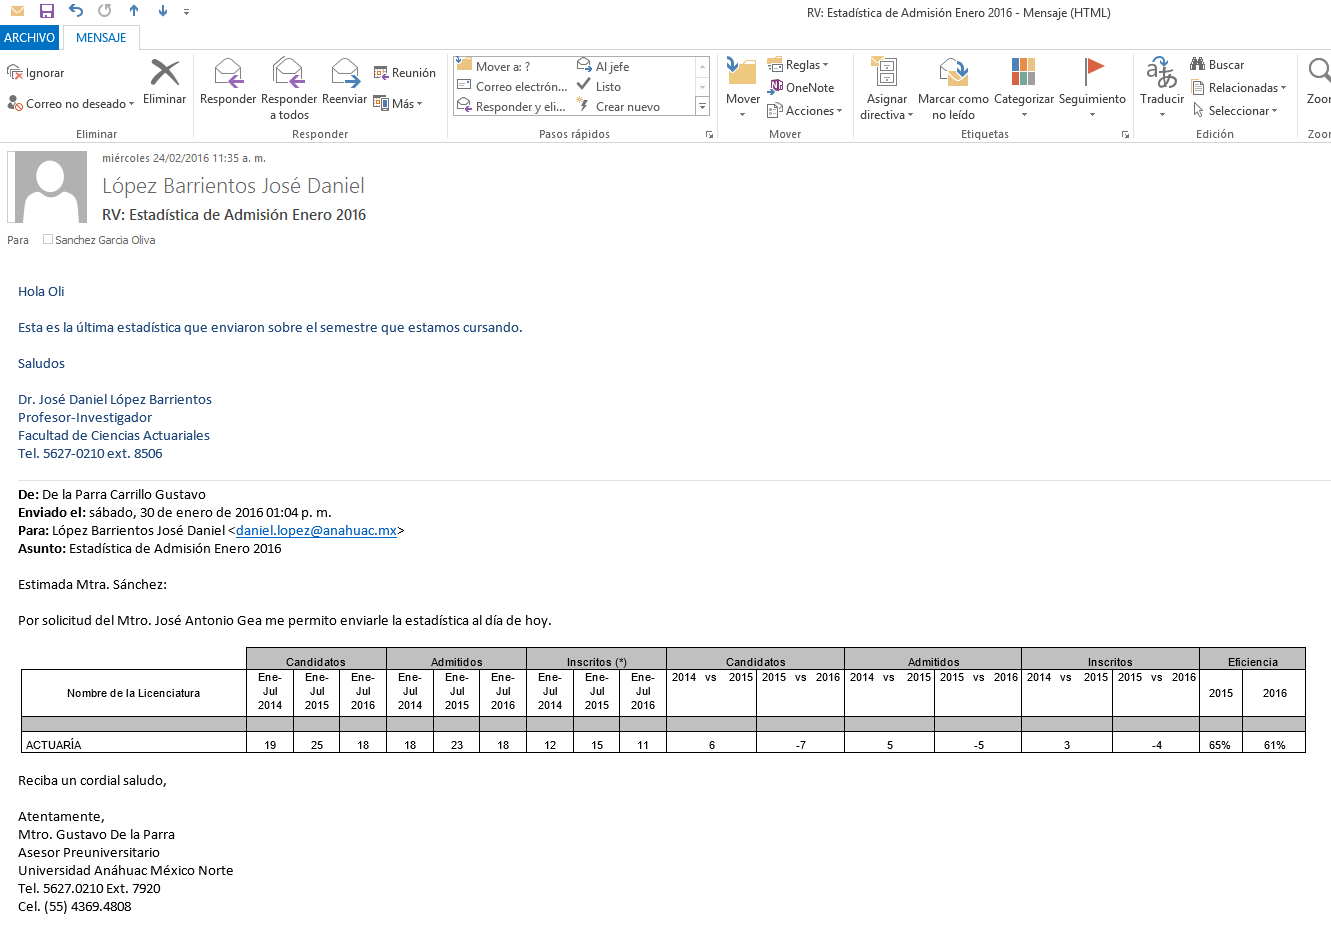 RV: Estadística de Admisión Enero 2016 - Mensaje (HTML)
ARCHIVO MENSAJE
Ignorar
Correo no deseado
Eliminar
Eliminar
Responder
Responder a todos
Reenviar
Reunión
Más
Responder
Mover a: ?
Correo electrón...
Responder y eli...
Al jefe
Listo
Crear nuevo
Pasos rápidos
Mover
Reglas
OneNote
Acciones
Mover
Asignar directiva
Marcar como no leído
Categorizar
Seguimiento
Etiquetas
Traducir
Buscar
Relacionadas
Seleccionar
Edición
Zoor
Zoor
miércoles 24/02/2016 11:35 a. m.
López Barrientos José Daniel
RV: Estadística de Admisión Enero 2016
Para Sanchez Garcia Oliva
Hola Oli
Esta es la última estadística que enviaron sobre el semestre que estamos cursando.
Saludos
Dr. José Daniel López Barrientos
Profesor-Investigador
Facultad de Ciencias Actuariales
Tel. 5627-0210 ext. 8506
De: De la Parra Carrillo Gustavo
Enviado el: sábado, 30 de enero de 2016 01:04 p. m.
Para: López Barrientos José Daniel <daniel.lopez@anahuac.mx>
Asunto: Estadística de Admisión Enero 2016
Estimada Mtra. Sánchez:
Por solicitud del Mtro. José Antonio Gea me permito enviarle la estadística al día de hoy.
Candidatos Admitidos Inscritos (*) Candidatos Admitidos Inscritos Eficiencia
Nombre de la Licenciatura Ene-Jul 2014 Ene-Jul 2015 Ene-Jul 2016 Ene-Jul 2014 Ene-Jul 2015 Ene-Jul 2016 Ene-Jul 2014 Ene-Jul 2015 Ene-Jul 2016 2014 vs 2015 2015 vs 2016 2014 vs 2015 2015 vs 2016 2014 vs 2015 2015 vs 2016 2015 2016
ACTUARÍA 19 25 18 18 23 18 12 15 11 6 -7 5 -5 3 -4 65% 61%
Reciba un cordial saludo,
Atentamente,
Mtro. Gustavo De la Parra
Asesor Preuniversitario
Universidad Anáhuac México Norte
Tel. 5627.0210 Ext. 7920
Cel. (55) 4369.4808